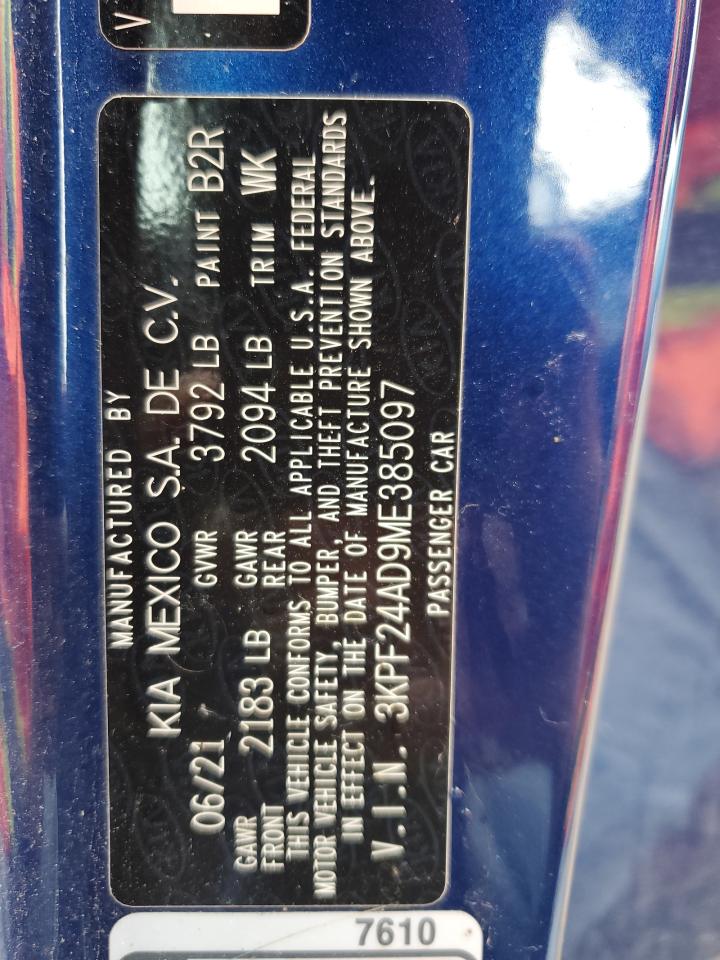 V
MANUFACTURED BY
KIA MEXICO S.A. DE C.V.
06/21 GVWR 3792 LB PAINT B2R
GAWR FRONT 2183 LB GAWR REAR 2094 LB TRIM WK
THIS VEHICLE CONFORMS TO ALL APPLICABLE U.S.A. FEDERAL
MOTOR VEHICLE SAFETY, BUMPER, AND THEFT PREVENTION STANDARDS
IN EFFECT ON THE DATE OF MANUFACTURE SHOWN ABOVE.
V.I.N. 3KPF24AD9ME385097
PASSENGER CAR
7610